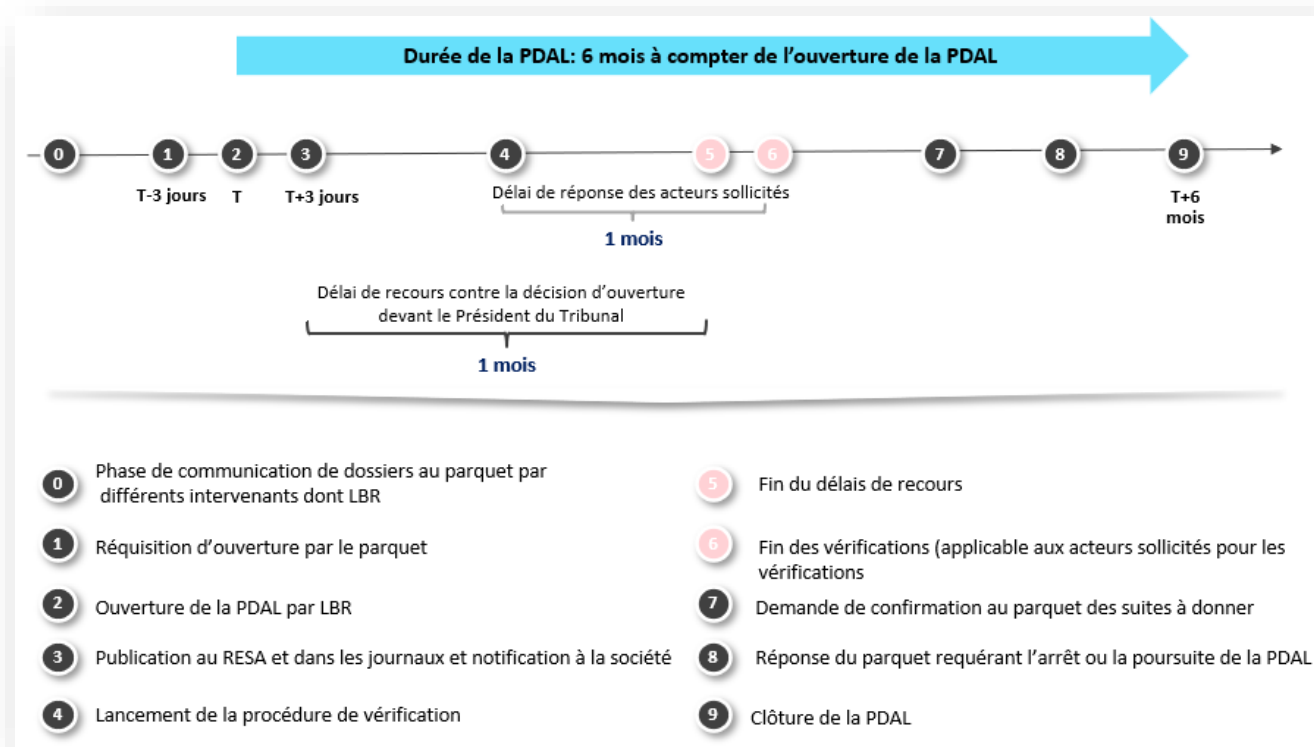 Durée de la PDAL: 6 mois à compter de l'ouverture de la PDAL
0
1
2
3
4
5
6
7
8
9
T-3 jours
T
T+3 jours
T+6
mois
Délai de réponse des acteurs sollicités
1 mois
Délai de recours contre la décision d'ouverture
devant le Président du Tribunal
1 mois
0 Phase de communication de dossiers au parquet par
différents intervenants dont LBR
1 Réquisition d'ouverture par le parquet
2 Ouverture de la PDAL par LBR
3 Publication au RESA et dans les journaux et notification à la société
4 Lancement de la procédure de vérification
5 Fin du délais de recours
6 Fin des vérifications (applicable aux acteurs sollicités pour les
vérifications
7 Demande de confirmation au parquet des suites à donner
8 Réponse du parquet requérant l'arrêt ou la poursuite de la PDAL
9 Clôture de la PDAL